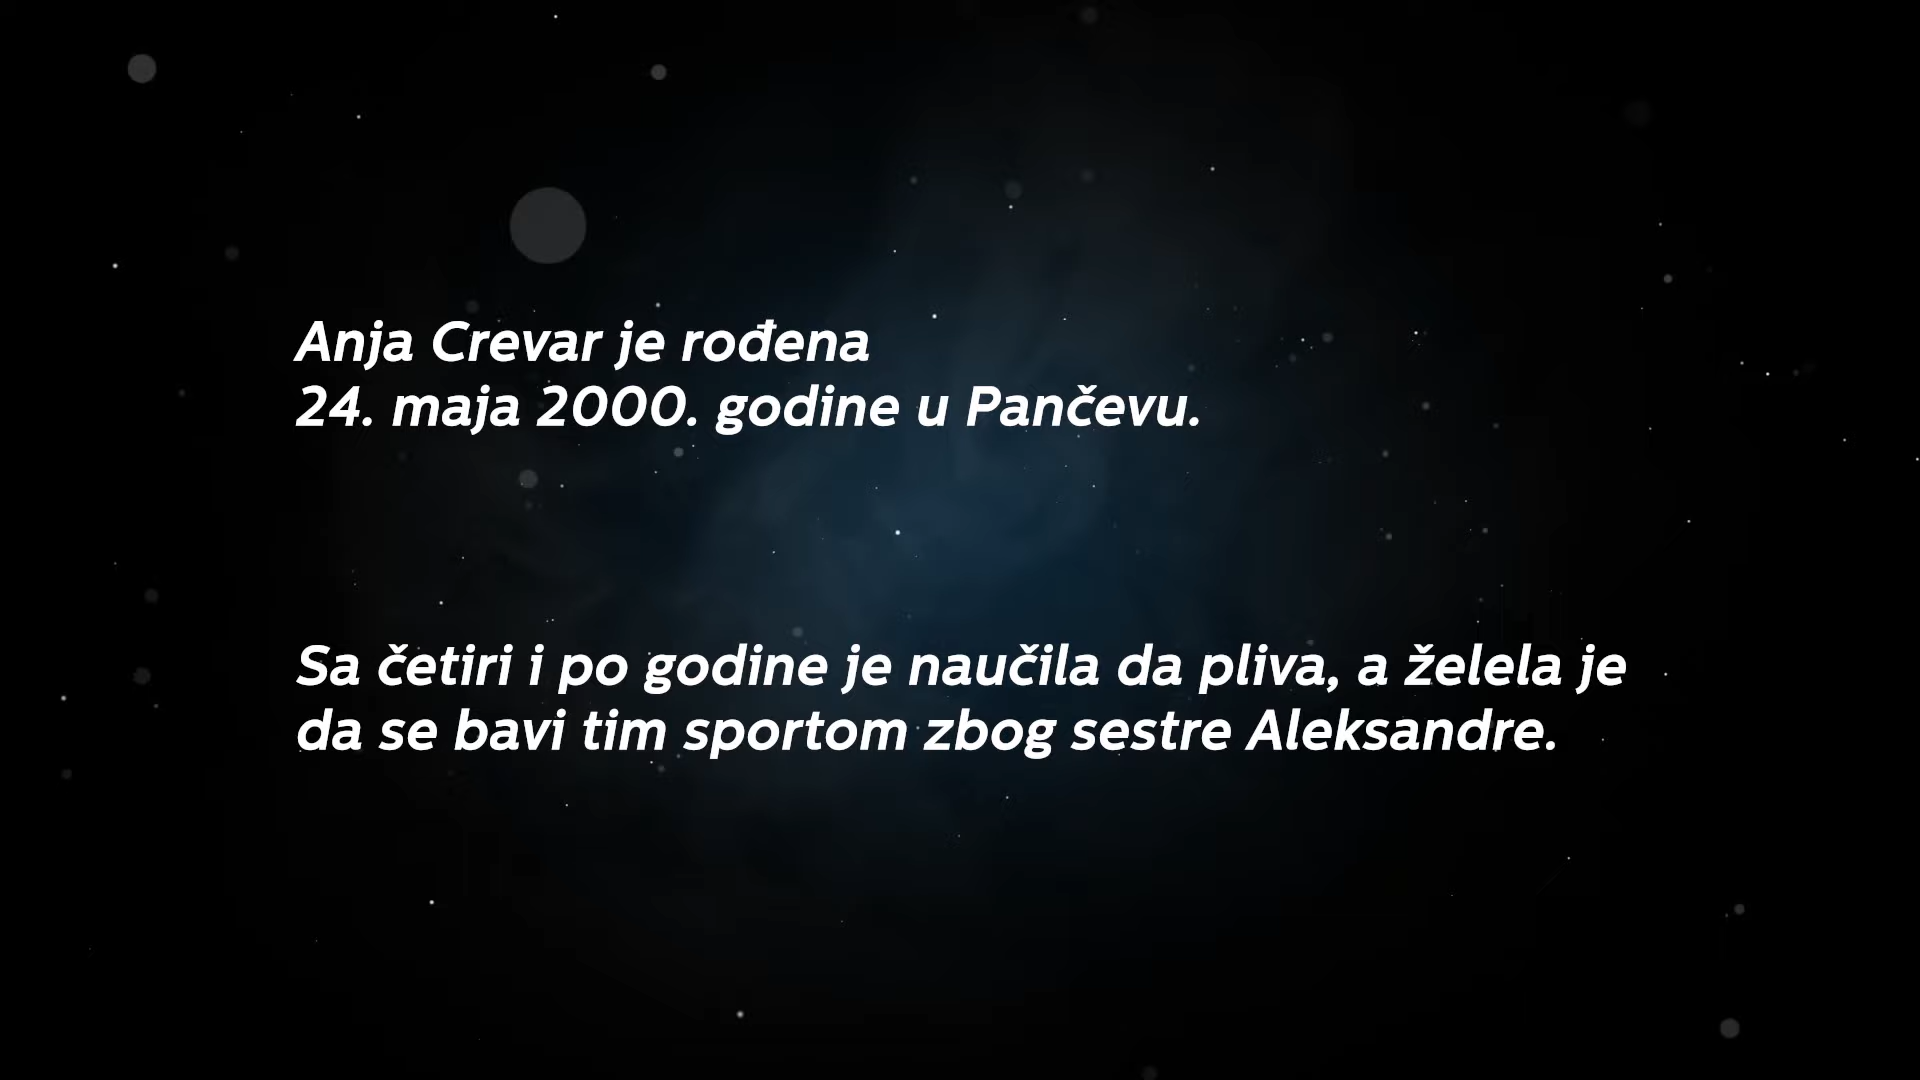 Anja Crevar je rođena
24. maja 2000. godine u Pančevu.
Sa četiri i po godine je naučila da pliva, a želela je
da se bavi tim sportom zbog sestre Aleksandre.